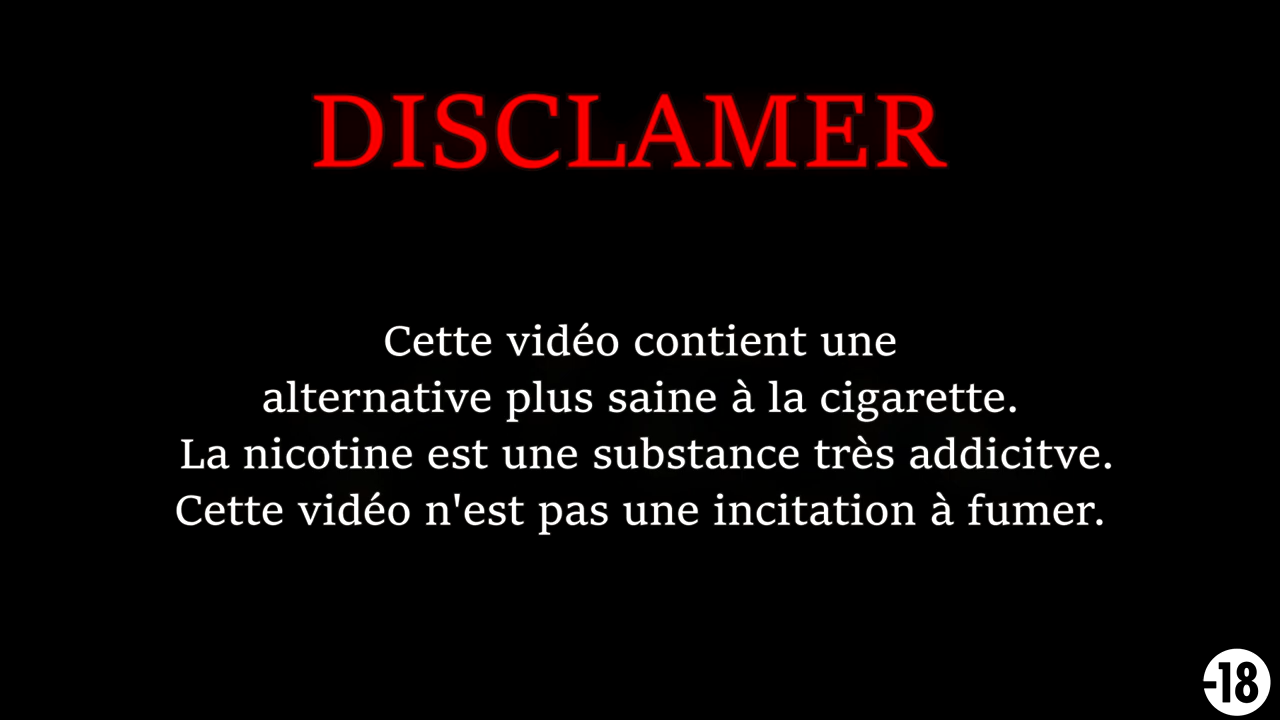 DISCLAMER
Cette vidéo contient une
alternative plus saine à la cigarette.
La nicotine est une substance très addicitve.
Cette vidéo n'est pas une incitation à fumer.
-18